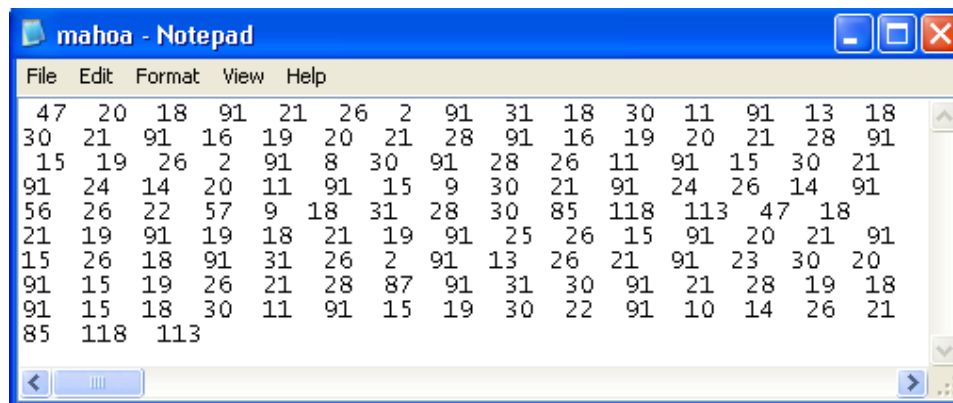 mahoa - Notepad
File Edit Format View Help
47 20 18 91 21 26 2 91 31 18 30 11 91 13 18
30 21 91 16 19 20 21 28 91 16 19 20 21 28 91
15 19 26 2 91 8 30 91 28 26 11 91 15 30 21
91 24 14 20 11 91 15 9 30 21 91 24 26 14 91
56 26 22 57 9 18 31 28 30 85 118 113 47 18
21 19 91 19 18 21 19 91 25 26 15 91 20 21 91
15 26 18 91 31 26 2 91 13 26 21 91 23 30 20
91 15 19 26 21 28 87 91 31 30 91 21 28 19 18
91 15 18 30 11 91 15 19 30 22 91 10 14 26 21
85 118 113